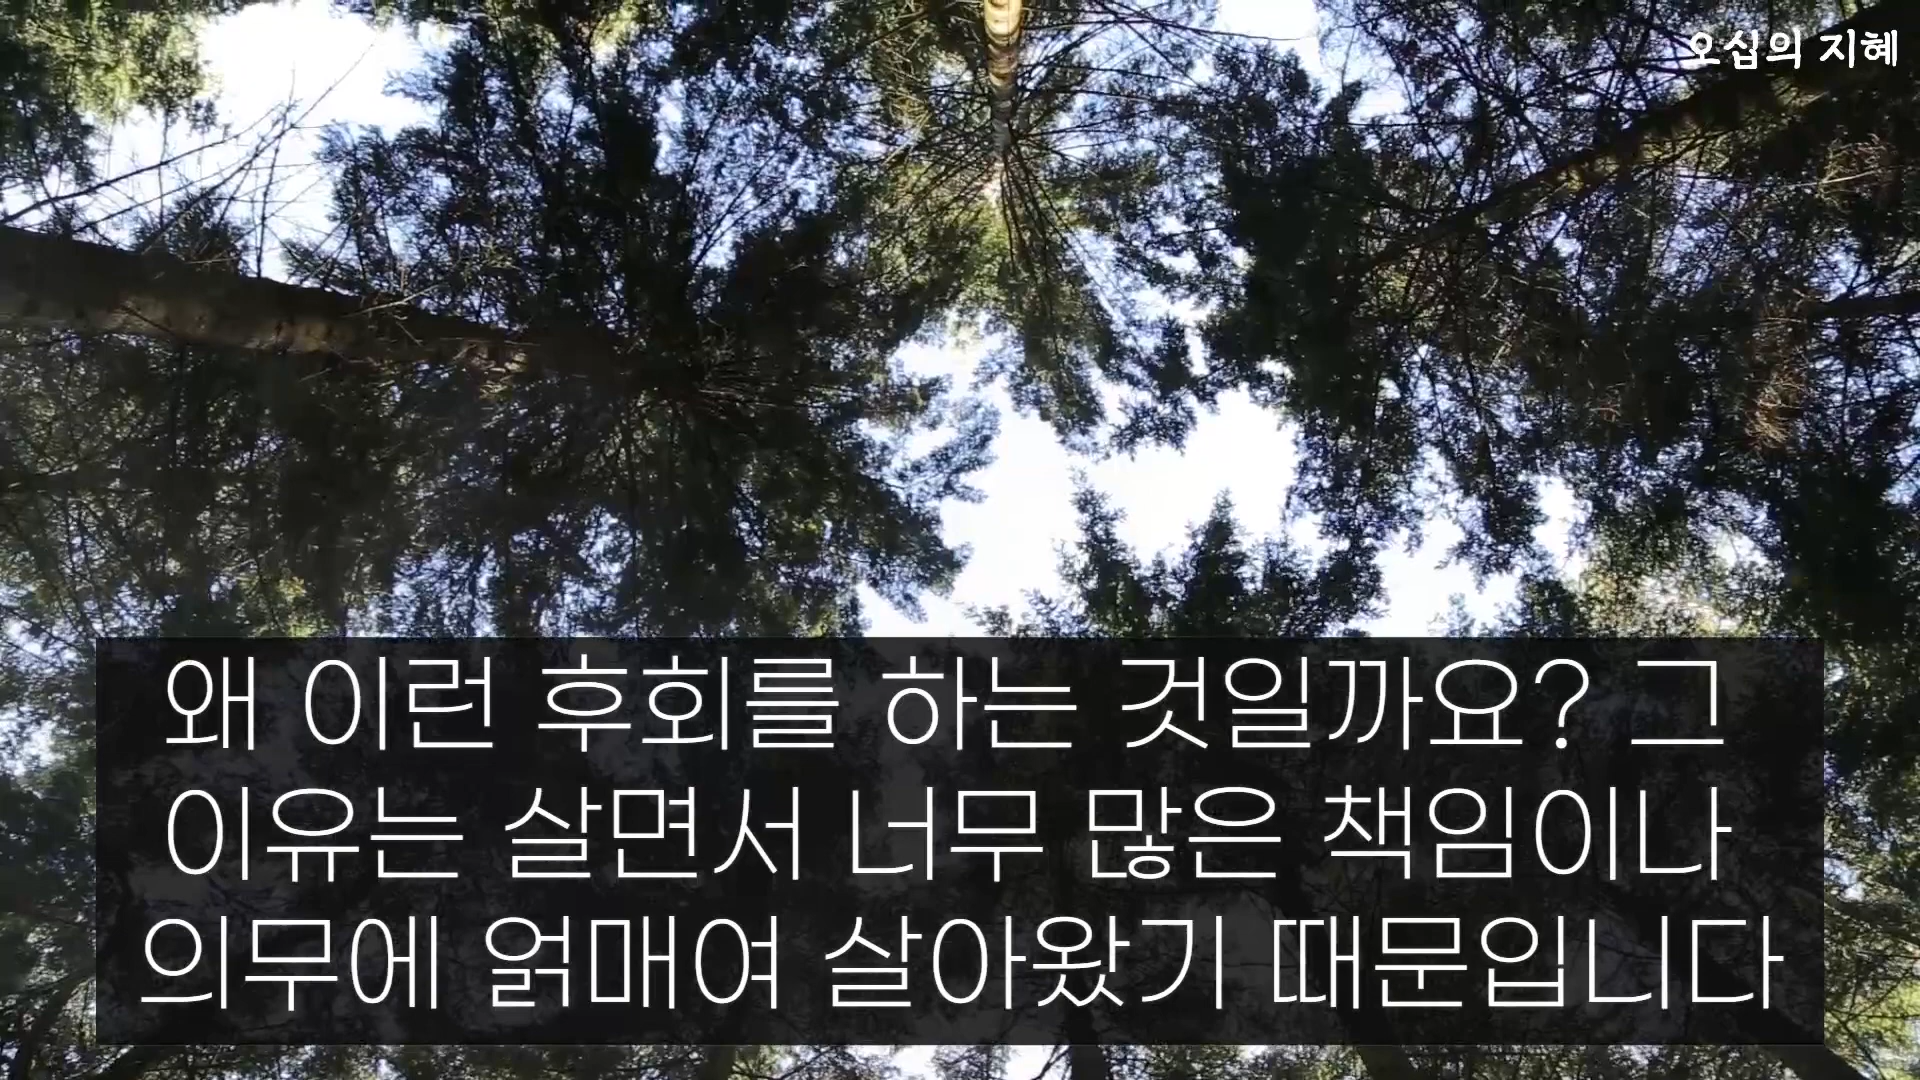 오십의 지혜
왜 이런 후회를 하는 것일까요? 그
이유는 살면서 너무 많은 책임이나
의무에 얽매여 살아왔기 때문입니다